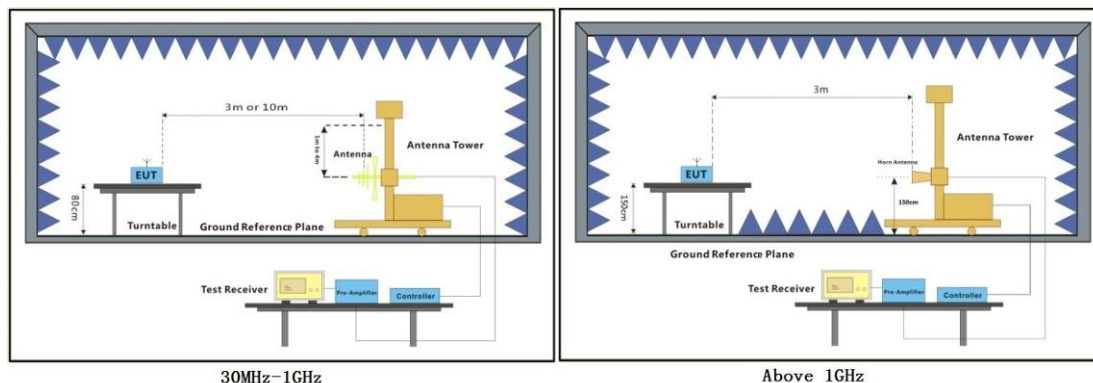 3m or 10m
1m to 4m
Antenna
Antenna Tower
EUT
80cm
Turntable
Ground Reference Plane
Test Receiver
Pre-Amplifier
Controller
30MHz-1GHz
3m
Antenna Tower
Horn Antenna
EUT
150cm
150cm
Turntable
Ground Reference Plane
Test Receiver
Pre-Amplifier
Controller
Above 1GHz